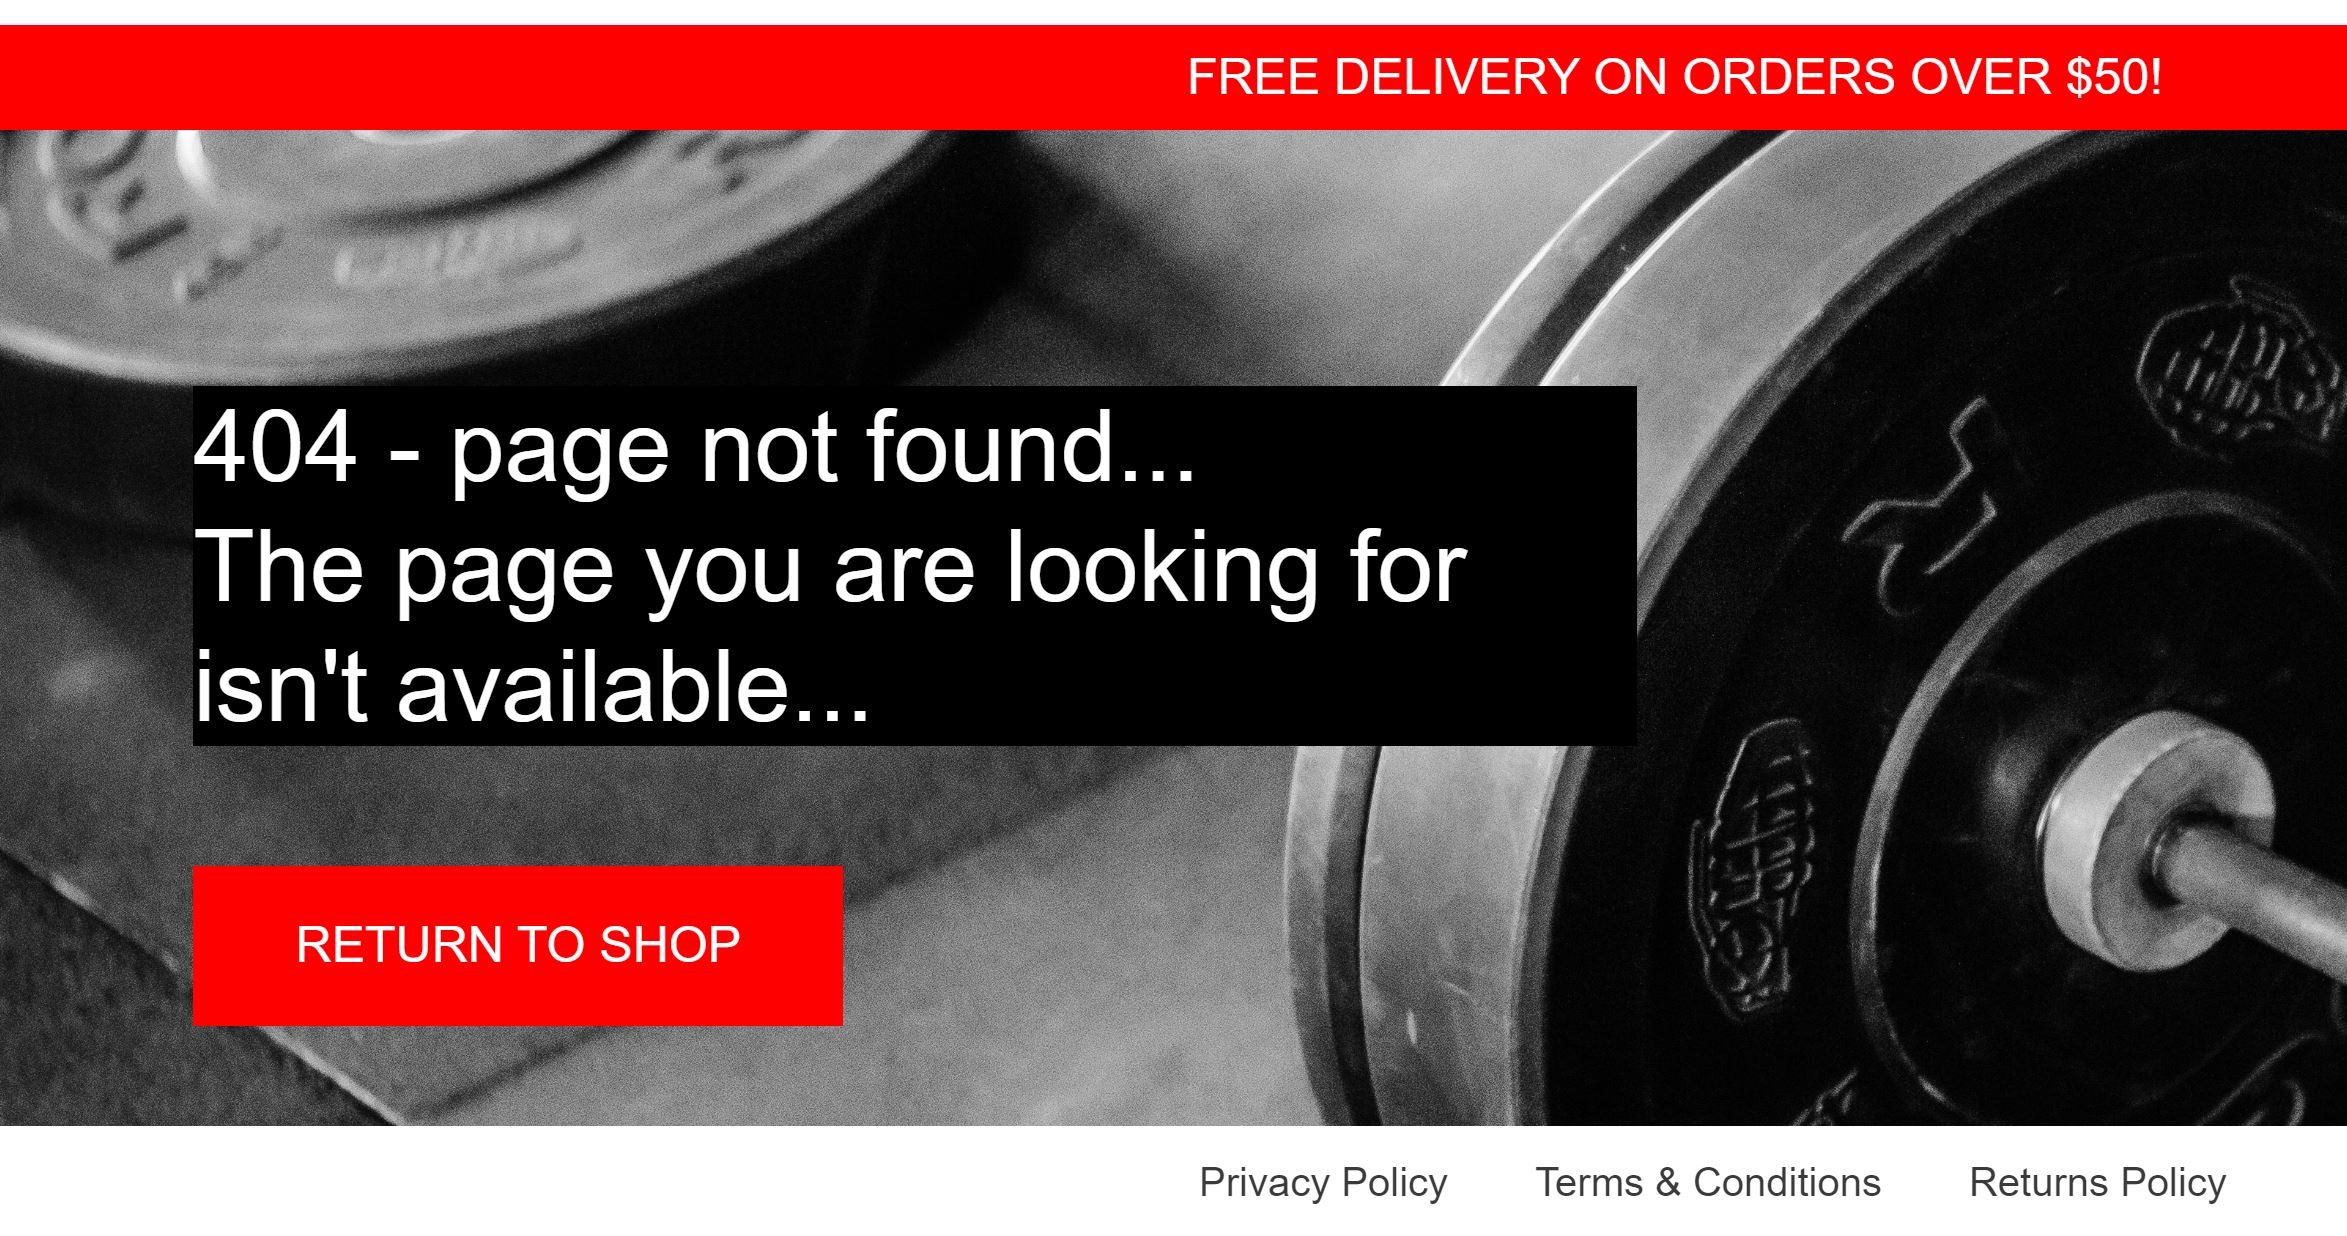 FREE DELIVERY ON ORDERS OVER $50!
404 - page not found...
The page you are looking for
isn't available...
RETURN TO SHOP
Privacy Policy Terms & Conditions Returns Policy